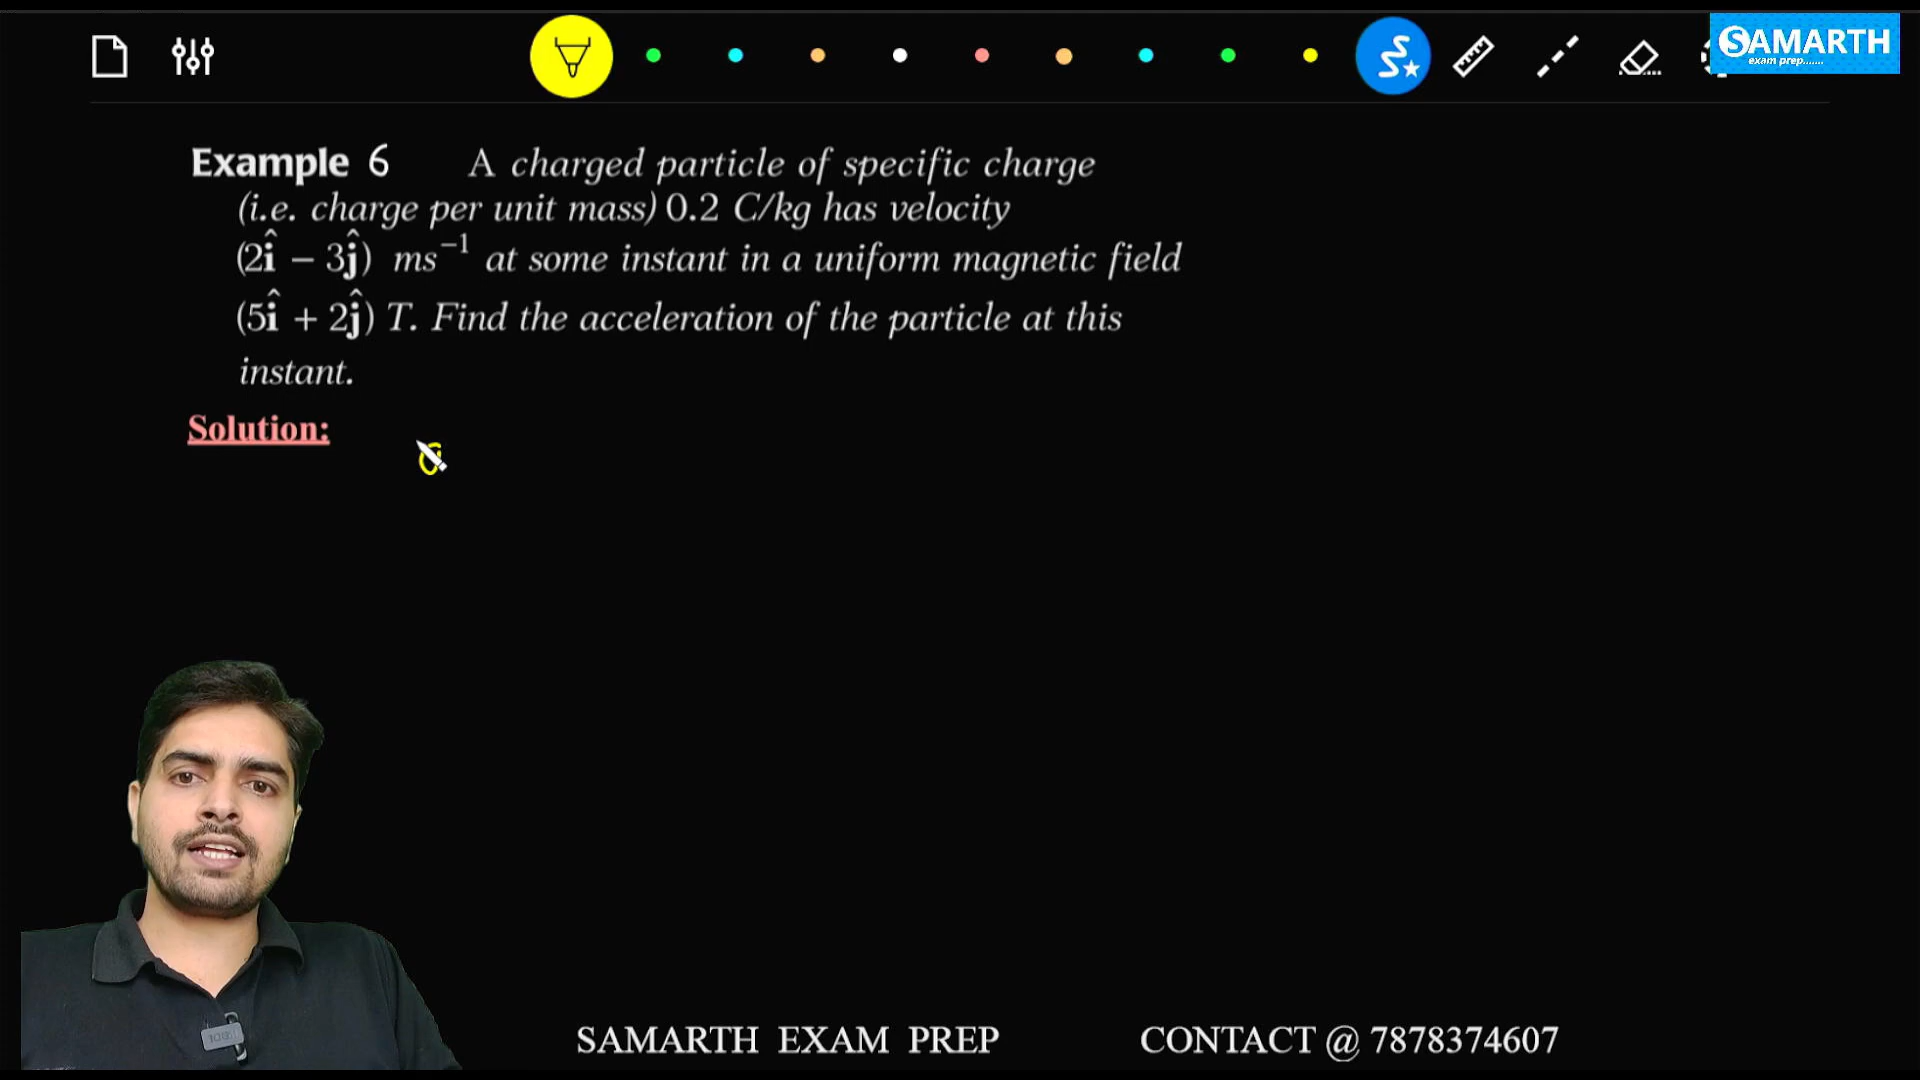 SAMARTH
exam prep.......
Example 6 A charged particle of specific charge
(i.e. charge per unit mass) 0.2 C/kg has velocity
(2î − 3ĵ) ms⁻¹ at some instant in a uniform magnetic field
(5î + 2ĵ) T. Find the acceleration of the particle at this
instant.
Solution:
SAMARTH EXAM PREP CONTACT @ 7878374607